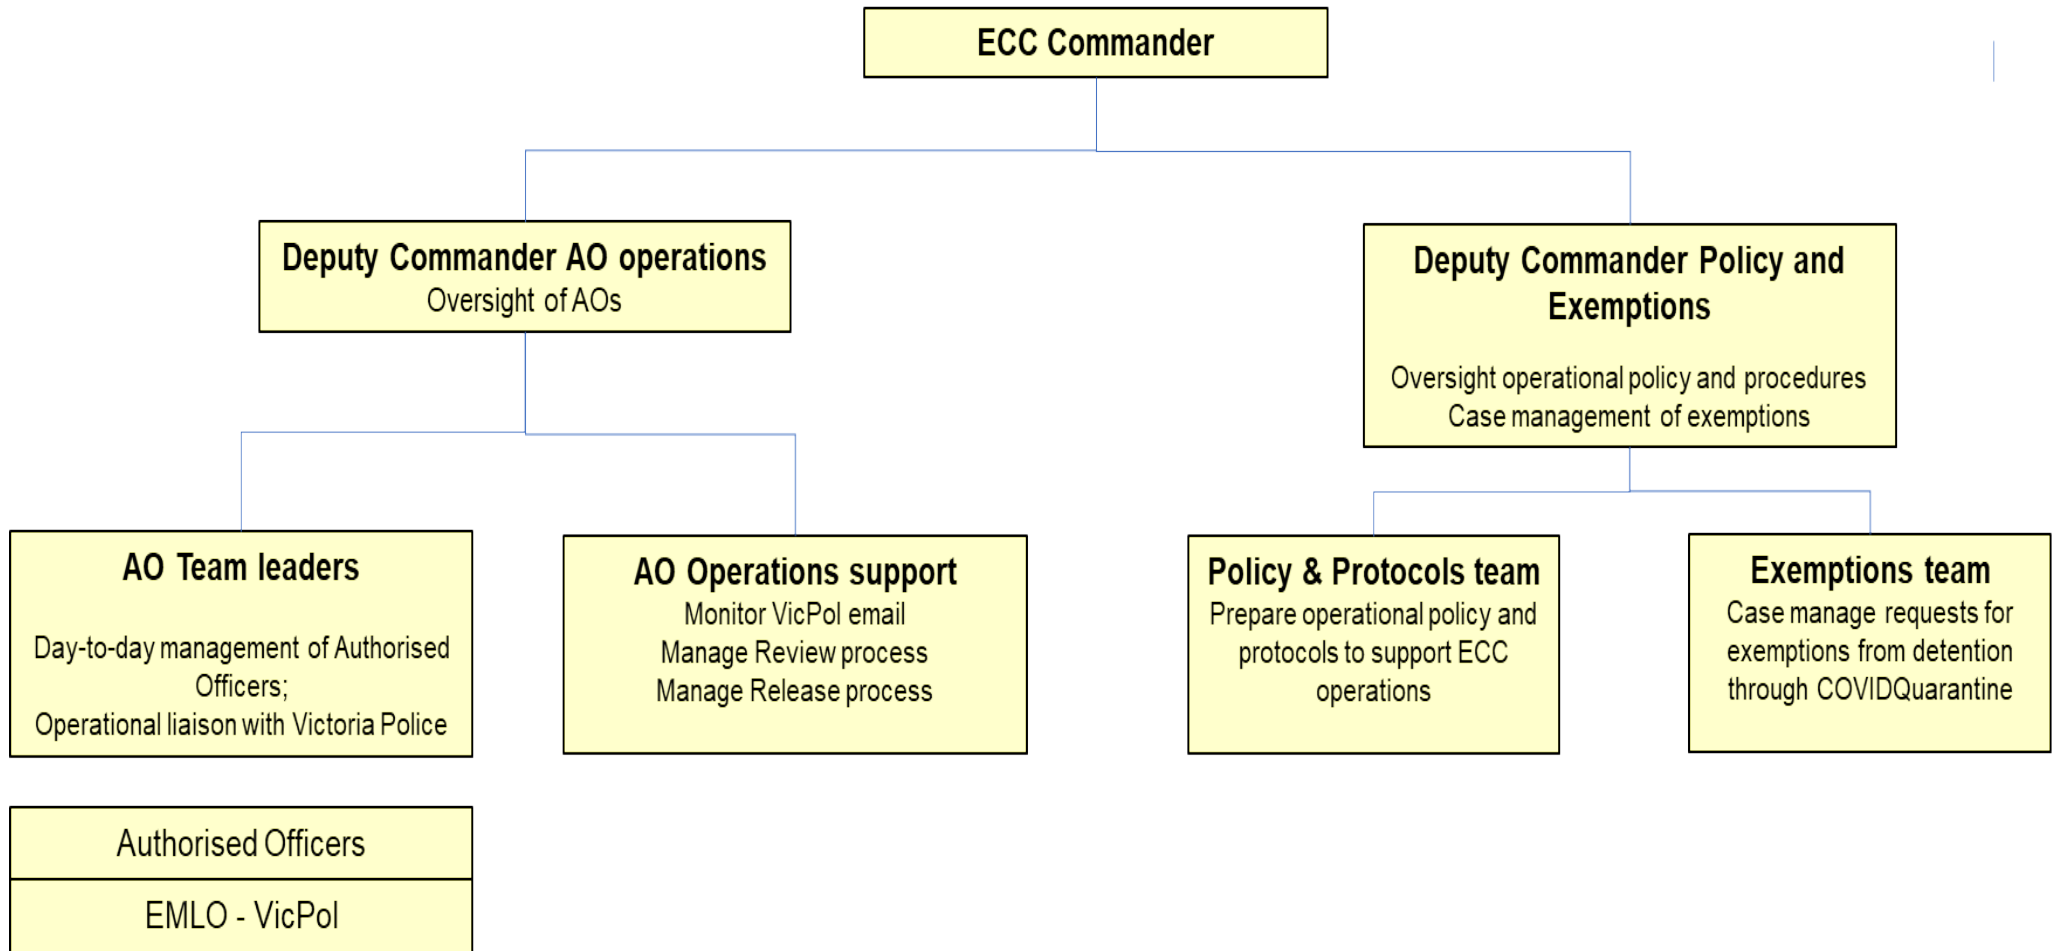 ECC Commander
Deputy Commander AO operations
Oversight of AOs
Deputy Commander Policy and
Exemptions
Oversight operational policy and procedures
Case management of exemptions
AO Team leaders
Day-to-day management of Authorised
Officers;
Operational liaison with Victoria Police
AO Operations support
Monitor VicPol email
Manage Review process
Manage Release process
Policy & Protocols team
Prepare operational policy and
protocols to support ECC
operations
Exemptions team
Case manage requests for
exemptions from detention
through COVIDQuarantine
Authorised Officers
EMLO - VicPol